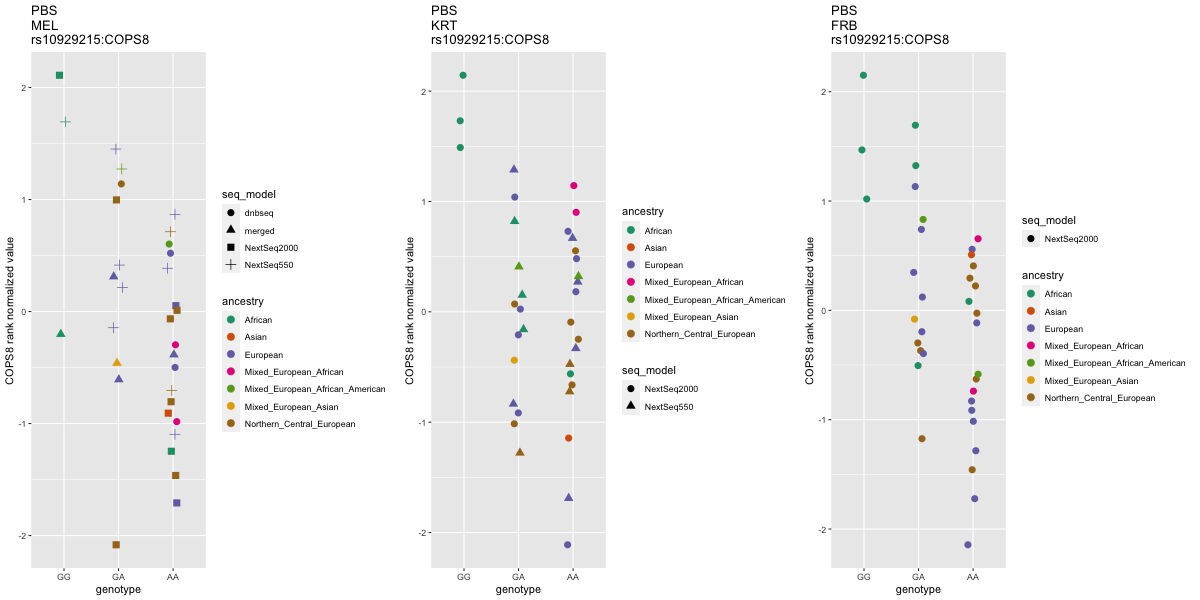 PBS
MEL
rs10929215:COPS8
COPS8 rank normalized value
2
1
0
-1
-2
GG
GA
AA
genotype
seq_model
dnbseq
merged
NextSeq2000
NextSeq550
ancestry
African
Asian
European
Mixed_European_African
Mixed_European_African_American
Mixed_European_Asian
Northern_Central_European
PBS
KRT
rs10929215:COPS8
COPS8 rank normalized value
2
1
0
-1
-2
GG
GA
AA
genotype
ancestry
African
Asian
European
Mixed_European_African
Mixed_European_African_American
Mixed_European_Asian
Northern_Central_European
seq_model
NextSeq2000
NextSeq550
PBS
FRB
rs10929215:COPS8
COPS8 rank normalized value
2
1
0
-1
-2
GG
GA
AA
genotype
seq_model
NextSeq2000
ancestry
African
Asian
European
Mixed_European_African
Mixed_European_African_American
Mixed_European_Asian
Northern_Central_European